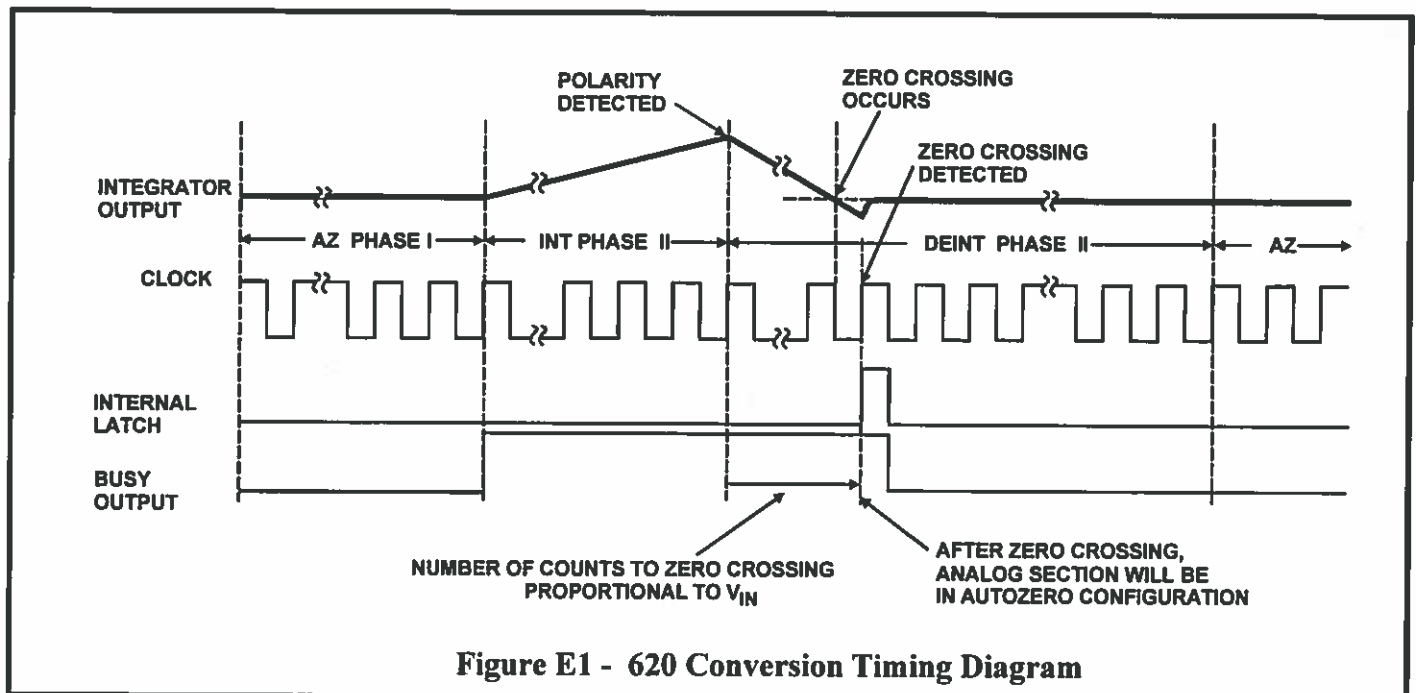 POLARITY
DETECTED
ZERO CROSSING
OCCURS
ZERO CROSSING
DETECTED
INTEGRATOR
OUTPUT
AZ PHASE I
INT PHASE II
DEINT PHASE II
AZ
CLOCK
INTERNAL
LATCH
BUSY
OUTPUT
NUMBER OF COUNTS TO ZERO CROSSING
PROPORTIONAL TO VIN
AFTER ZERO CROSSING,
ANALOG SECTION WILL BE
IN AUTOZERO CONFIGURATION
Figure E1 - 620 Conversion Timing Diagram